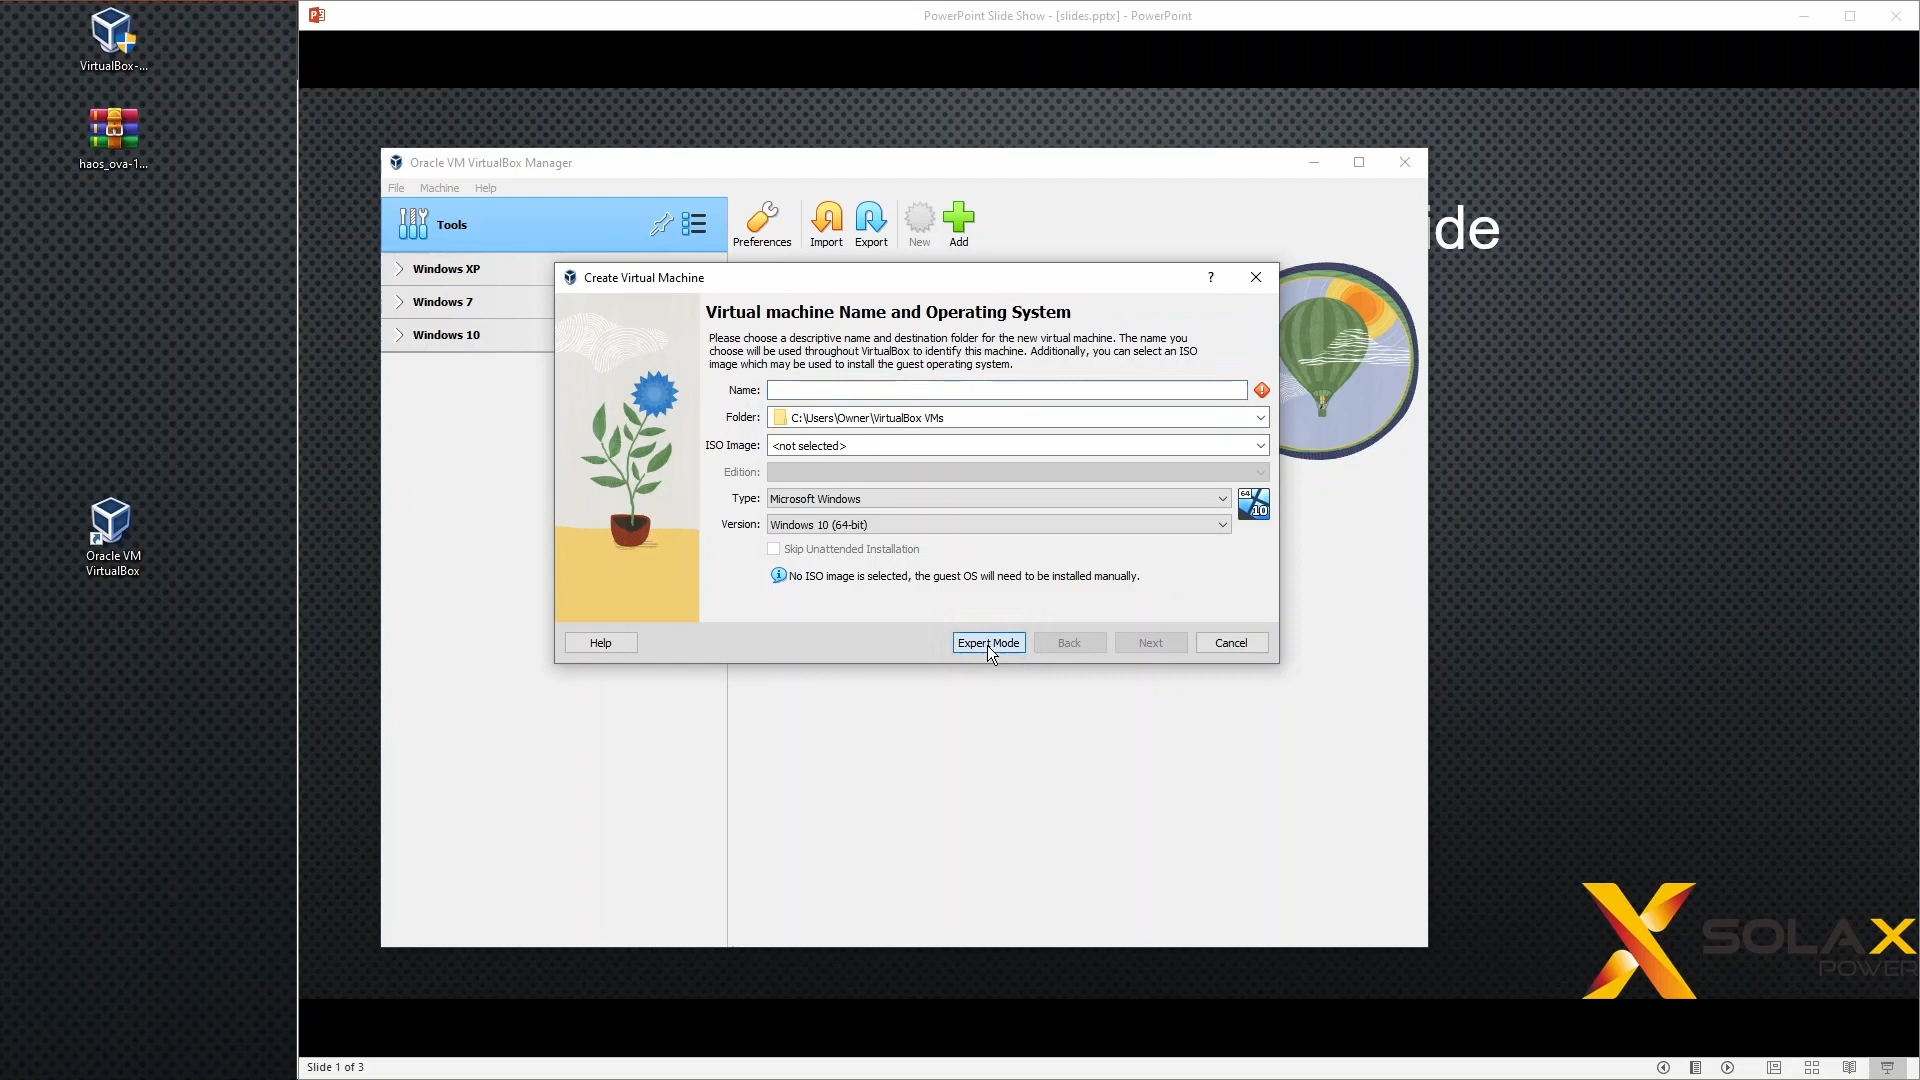 PowerPoint Slide Show - [slides.pptx] - PowerPoint
VirtualBox-...
haos_ova-1...
Oracle VM
VirtualBox
Oracle VM VirtualBox Manager
File Machine Help
Tools
Preferences Import Export New Add
ide
Windows XP
Windows 7
Windows 10
Create Virtual Machine
?
Virtual machine Name and Operating System
Please choose a descriptive name and destination folder for the new virtual machine. The name you
choose will be used throughout VirtualBox to identify this machine. Additionally, you can select an ISO
image which may be used to install the guest operating system.
Name:
Folder: C:\Users\Owner\VirtualBox VMs
ISO Image: <not selected>
Edition:
Type: Microsoft Windows
64
10
Version: Windows 10 (64-bit)
Skip Unattended Installation
No ISO image is selected, the guest OS will need to be installed manually.
Help Expert Mode Back Next Cancel
SOLAX
POWER
Slide 1 of 3